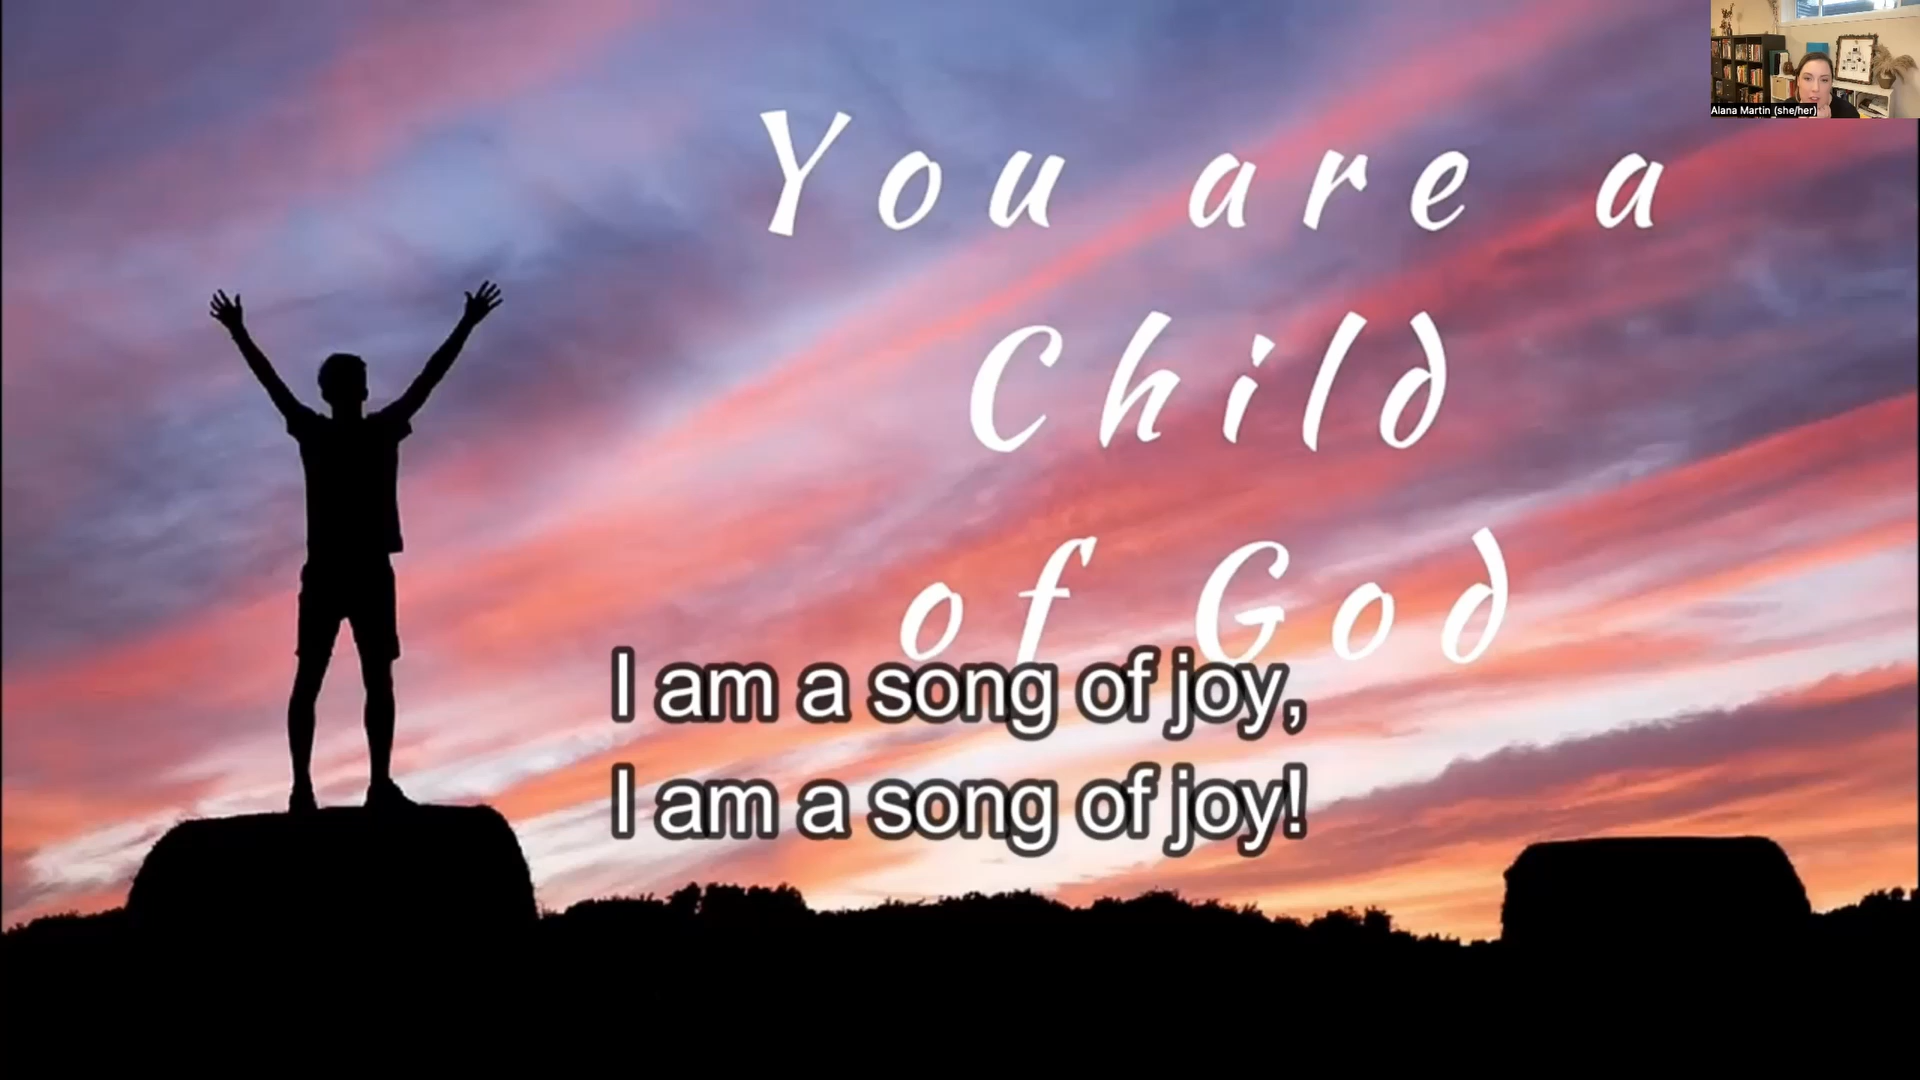 Alana Martin (she/her)
You are a
Child
of God
I am a song of joy,
I am a song of joy!